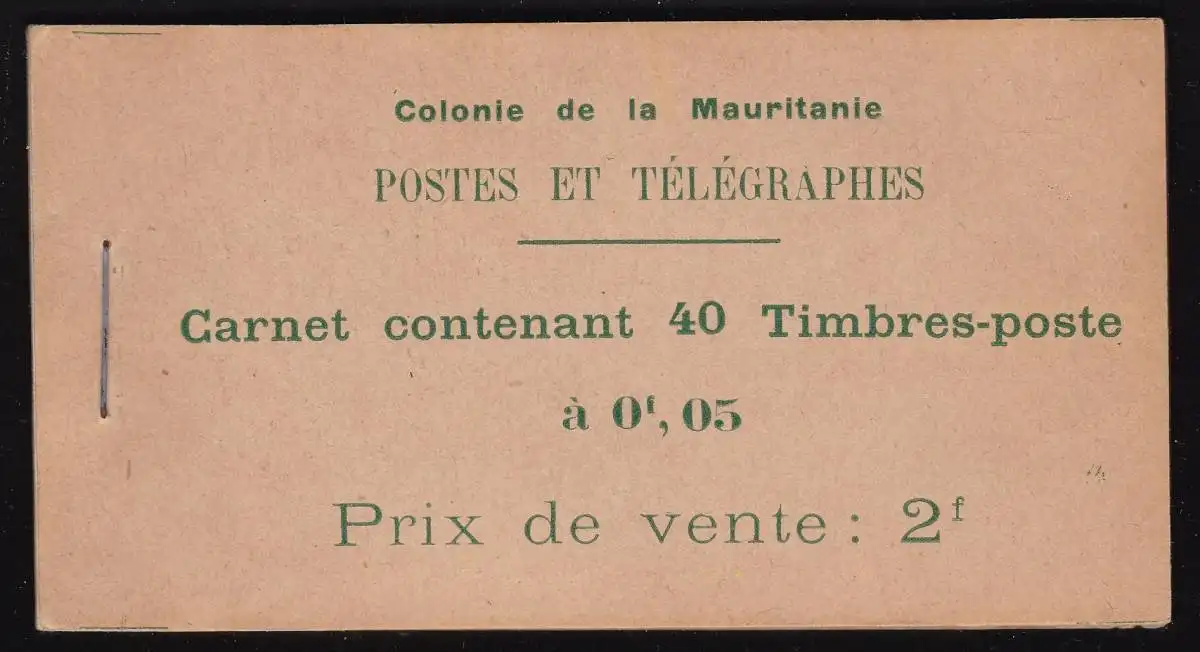 Colonie de la Mauritanie
POSTES ET TÉLÉGRAPHES
Carnet contenant 40 Timbres-poste
à 0ᶠ, 05
Prix de vente : 2ᶠ